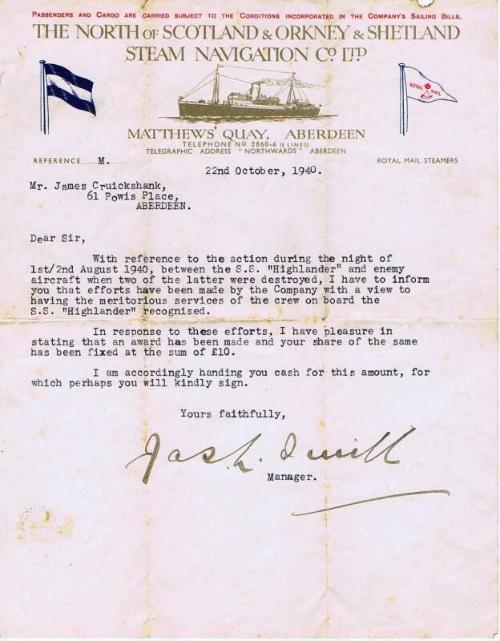 PASSENGERS AND CARGO ARE CARRIED SUBJECT TO THE CONDITIONS INCORPORATED IN THE COMPANY'S SAILING BILLS.
THE NORTH OF SCOTLAND & ORKNEY & SHETLAND
STEAM NAVIGATION Cº LTD
ROYAL MAIL
MATTHEWS' QUAY, ABERDEEN
TELEPHONE Nº 2860-4 (5 LINES)
TELEGRAPHIC ADDRESS "NORTHWARDS" ABERDEEN
REFERENCE M. ROYAL MAIL STEAMERS
22nd October, 1940.
Mr. James Cruickshank,
61 Powis Place,
ABERDEEN.
Dear Sir,
With reference to the action during the night of
1st/2nd August 1940, between the S.S. "Highlander" and enemy
aircraft when two of the latter were destroyed, I have to inform
you that efforts have been made by the Company with a view to
having the meritorious services of the crew on board the
S.S. "Highlander" recognised.
In response to these efforts, I have pleasure in
stating that an award has been made and your share of the same
has been fixed at the sum of £10.
I am accordingly handing you cash for this amount, for
which perhaps you will kindly sign.
Yours faithfully,
Manager.